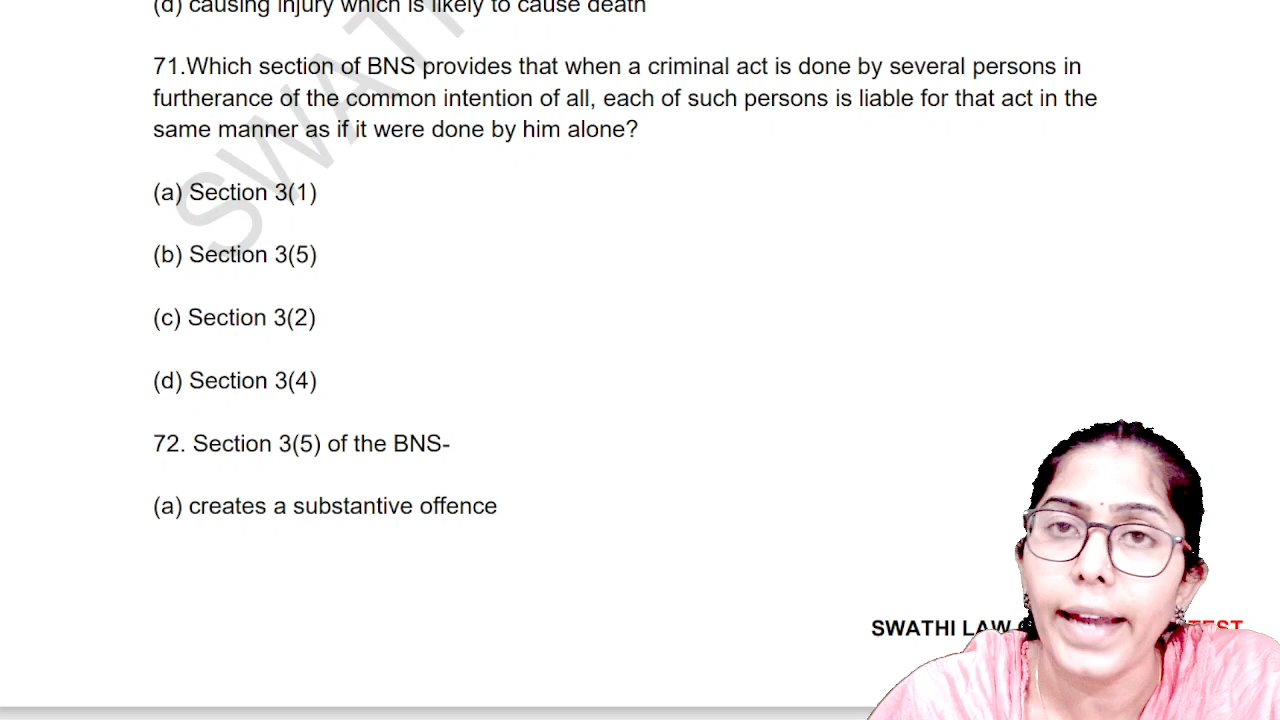 (d) causing injury which is likely to cause death
71.Which section of BNS provides that when a criminal act is done by several persons in
furtherance of the common intention of all, each of such persons is liable for that act in the
same manner as if it were done by him alone?
(a) Section 3(1)
(b) Section 3(5)
(c) Section 3(2)
(d) Section 3(4)
72. Section 3(5) of the BNS-
(a) creates a substantive offence
SWATHI LAW TEST